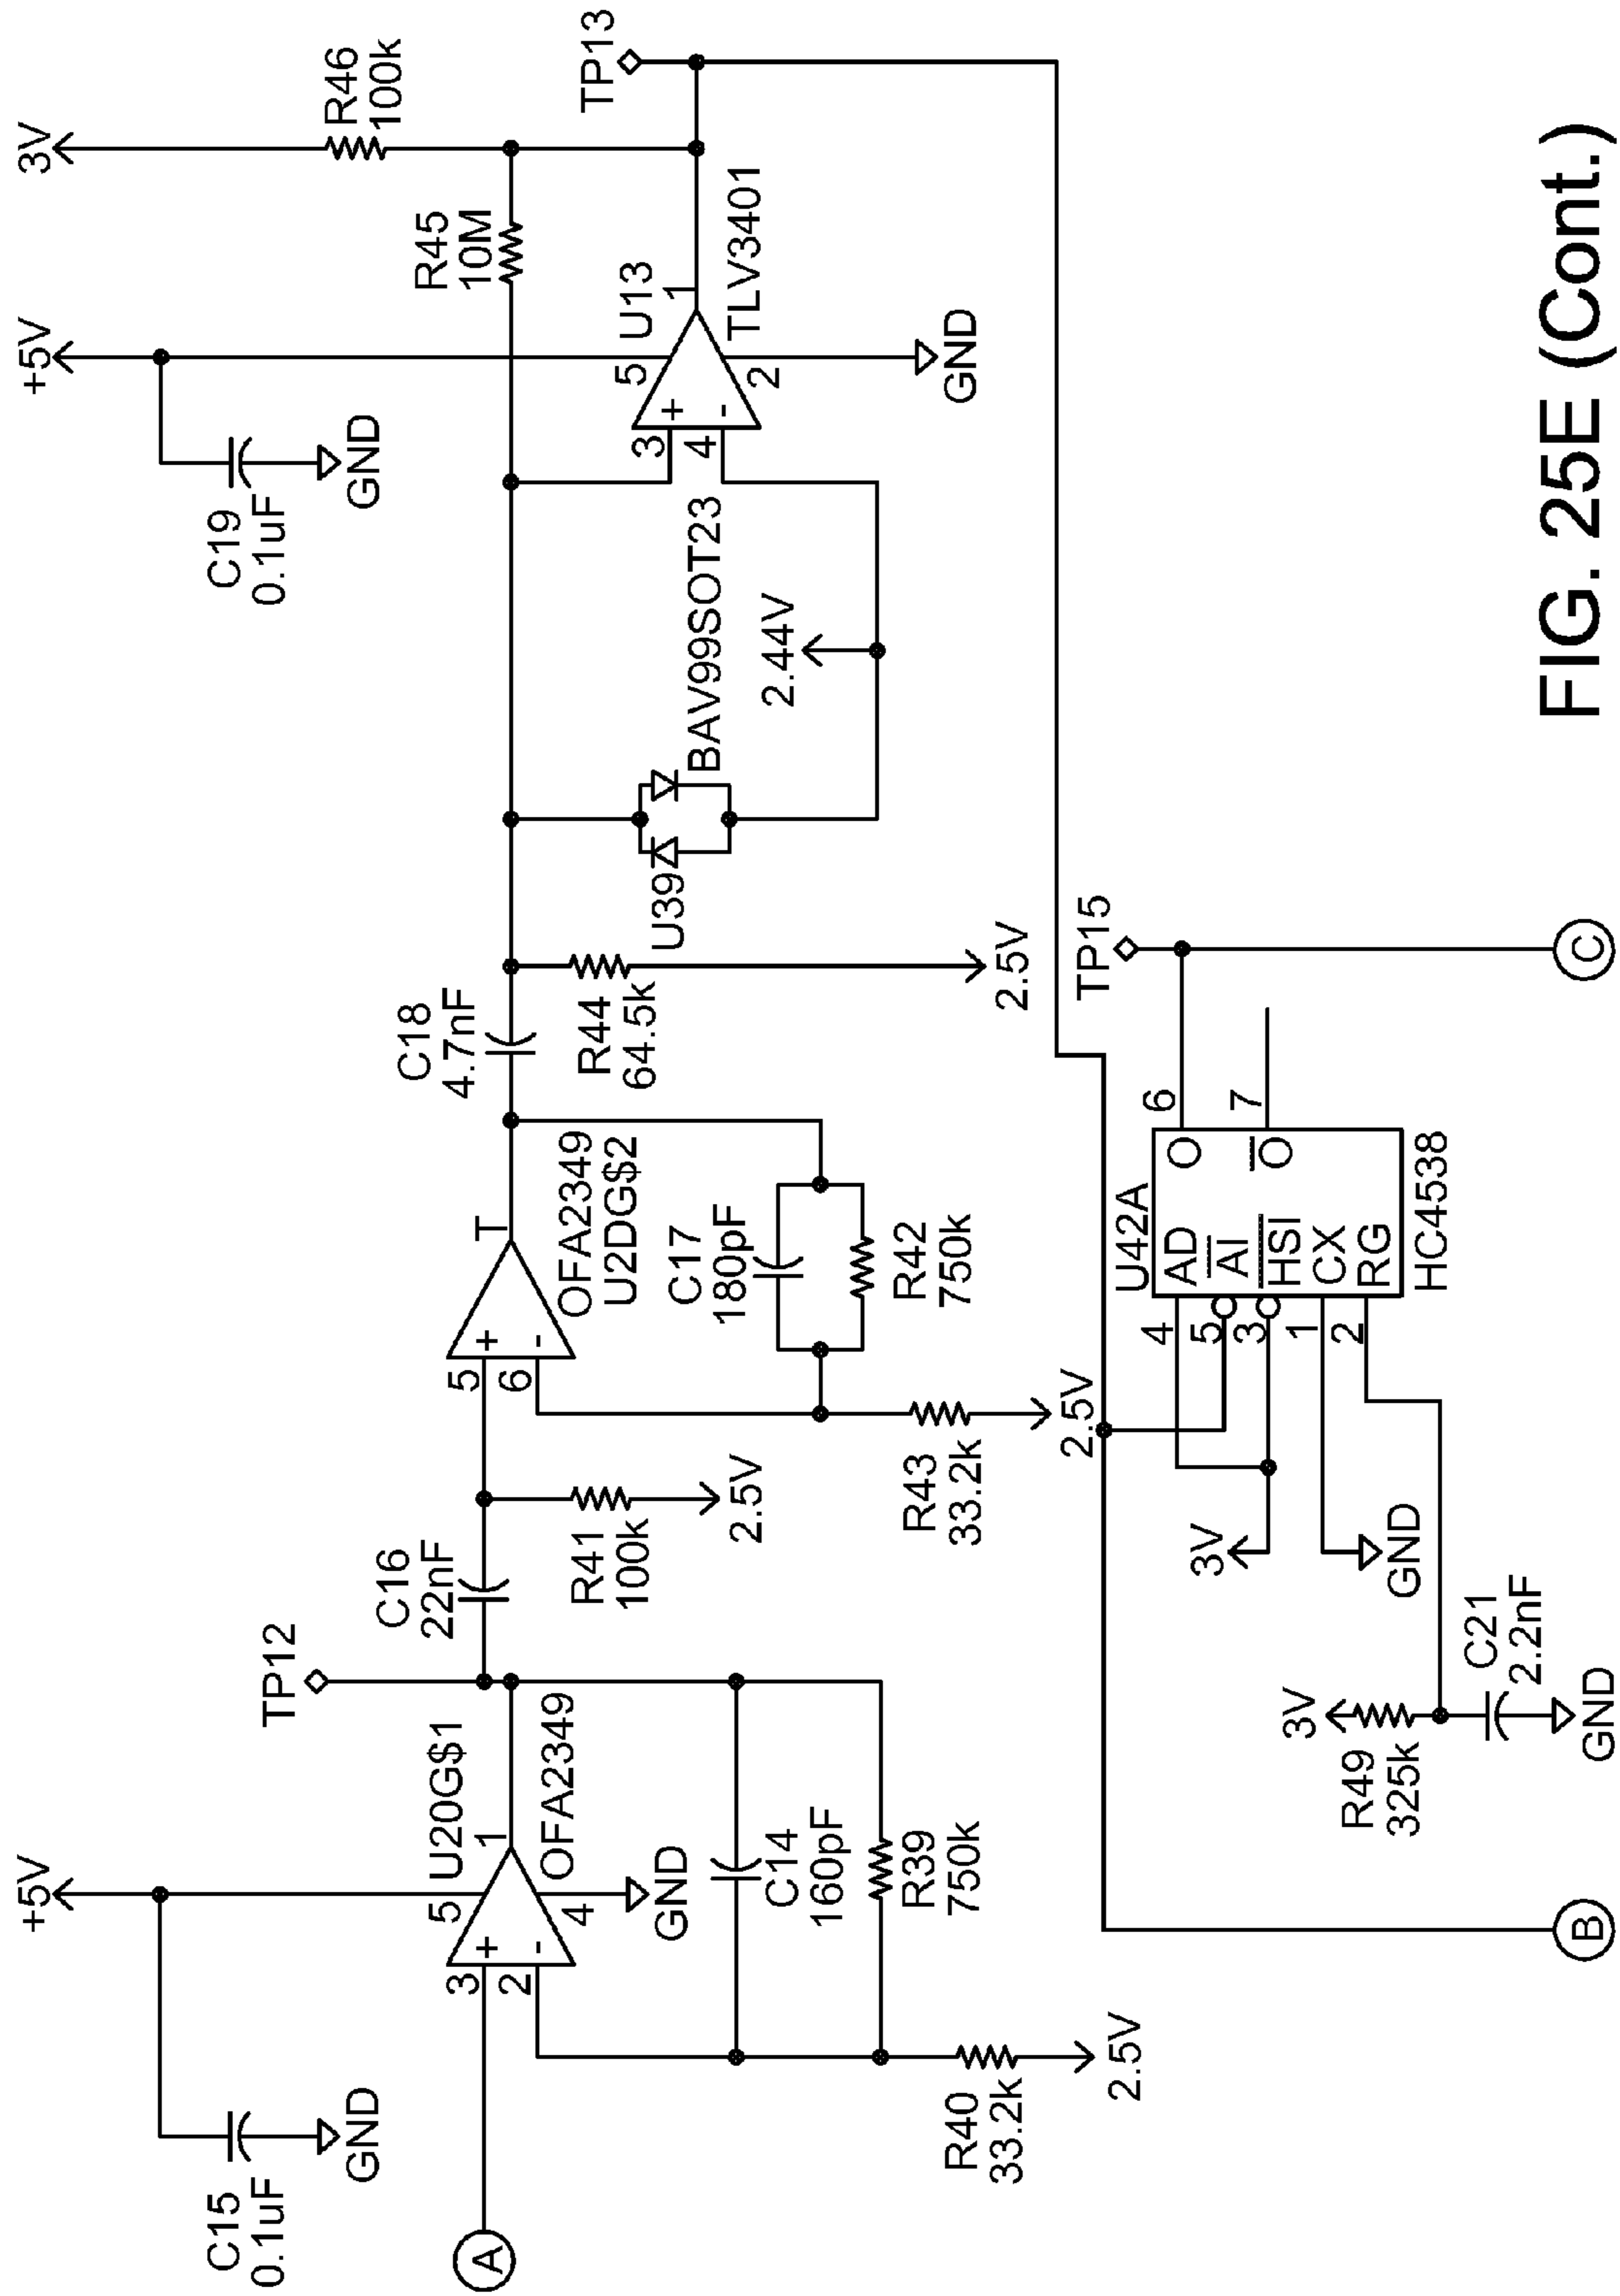 +5V
C15
0.1uF
GND
A
3
2
5
4
+
-
1
U20G$1
OFA2349
GND
TP12
C14
160pF
R39
750k
R40
33.2k
2.5V
C16
22nF
R41
100k
2.5V
5
6
+
-
T
OFA2349
U2DG$2
C17
180pF
R42
750k
R43
33.2k
2.5V
C18
4.7nF
R44
64.5k
2.5V
U39
BAV99SOT23
2.44V
+5V
C19
0.1uF
GND
3
4
+
-
5
2
1
U13
TLV3401
GND
R45
10M
3V
R46
100k
TP13
B
3V
R49
325k
C21
2.2nF
GND
3V
GND
U42A
4
AD
5
AI
3
HSI
1
CX
2
RG
O
6
O
7
HC4538
TP15
C
FIG. 25E (Cont.)